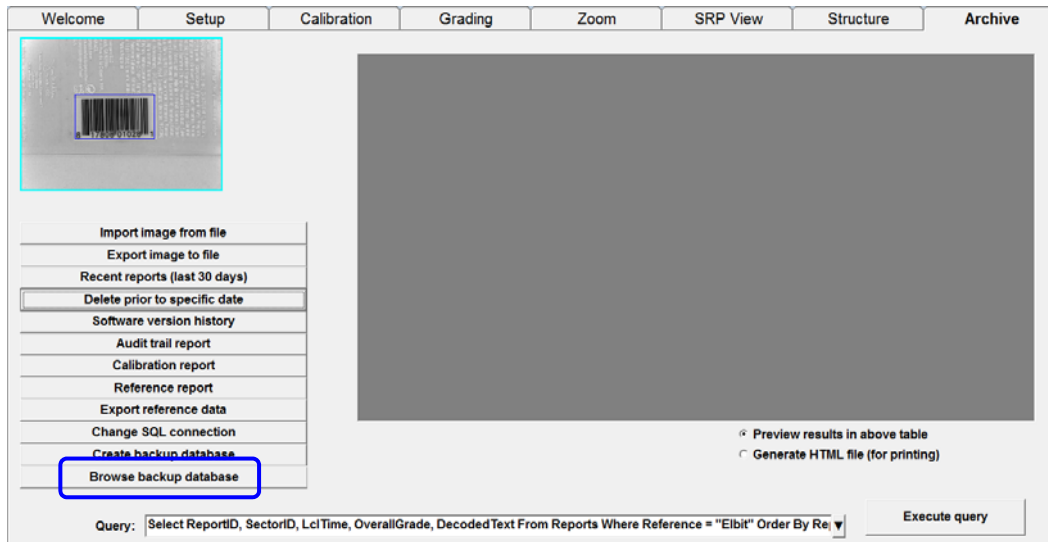 Welcome Setup Calibration Grading Zoom SRP View Structure Archive
Import image from file
Export image to file
Recent reports (last 30 days)
Delete prior to specific date
Software version history
Audit trail report
Calibration report
Reference report
Export reference data
Change SQL connection
Create backup database
Browse backup database
Preview results in above table
Generate HTML file (for printing)
Query: Select ReportID, SectorID, LclTime, OverallGrade, DecodedText From Reports Where Reference = "Elbit" Order By Re
Execute query